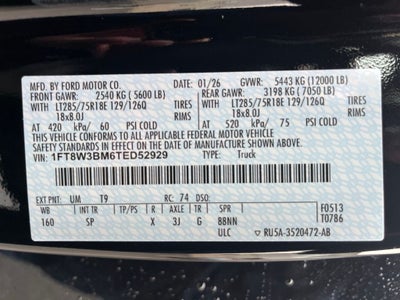 MFD. BY FORD MOTOR CO.
DATE: 01/26 GVWR: 5443 KG (12000 LB)
FRONT GAWR: 2540 KG (5600 LB) REAR GAWR: 3198 KG (7050 LB)
LT285/75R18E 129/126Q TIRES LT285/75R18E 129/126Q TIRES
18x8.0J RIMS 18x8.0J RIMS
AT 420 kPa/ 60 PSI COLD AT 520 kPa/ 75 PSI COLD
THIS VEHICLE CONFORMS TO ALL APPLICABLE FEDERAL MOTOR VEHICLE
SAFETY STANDARDS IN EFFECT ON THE DATE OF MANUFACTURE SHOWN ABOVE.
VIN: 1FT8W3BM6TED52929 TYPE: Truck
EXT PNT: UM T9 RC: 74 DSO:
WB BRK INT TR TP/PS R AXLE TR SPR F0513
160 SP X 3J G BBNN T0786
ULC RU5A-3520472-AB